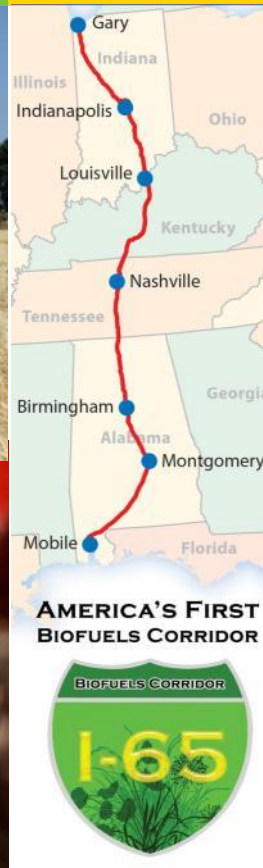 Gary
Indiana
Illinois
Indianapolis
Ohio
Louisville
Kentucky
Nashville
Tennessee
Georgia
Birmingham
Alabama
Montgomery
Mobile
Florida
AMERICA'S FIRST
BIOFUELS CORRIDOR
BIOFUELS CORRIDOR
I-65